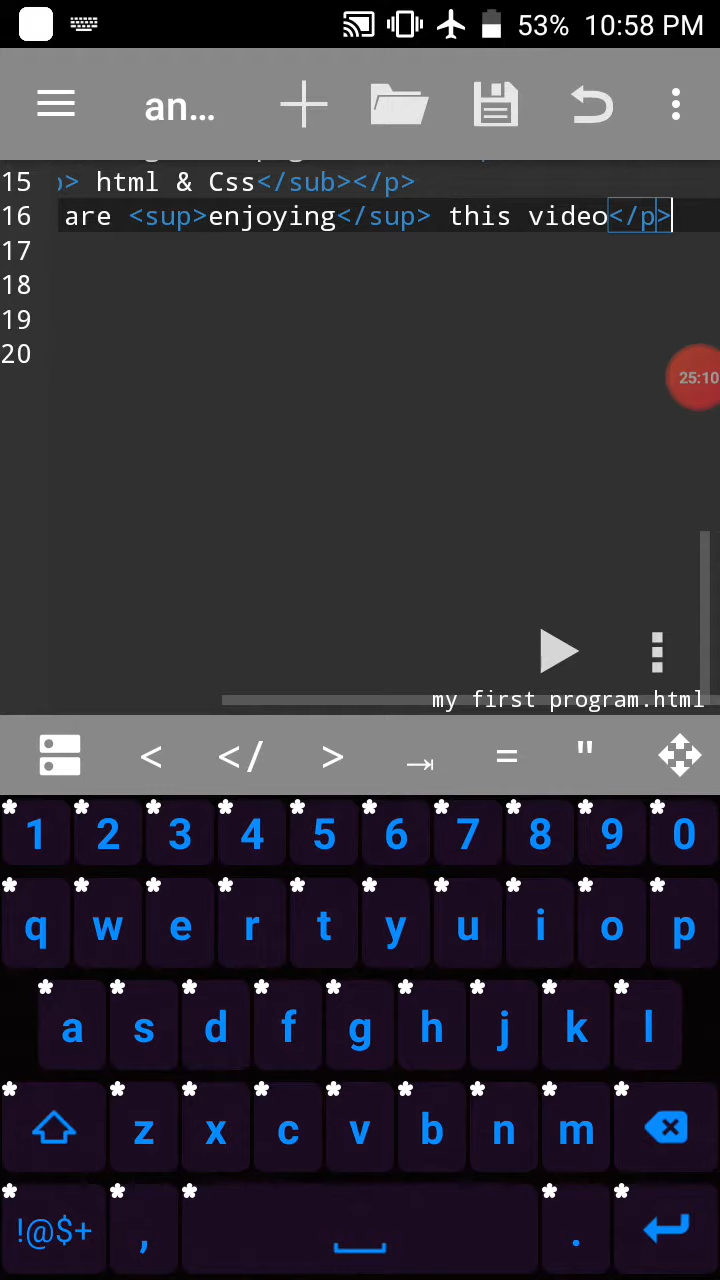 53% 10:58 PM
an...
15 > html & Css</sub></p>
16 are <sup>enjoying</sup> this video</p>
17
18
19
20
25:10
my first program.html
< </ > = "
1 2 3 4 5 6 7 8 9 0
q w e r t y u i o p
a s d f g h j k l
z x c v b n m
!@$+ , .